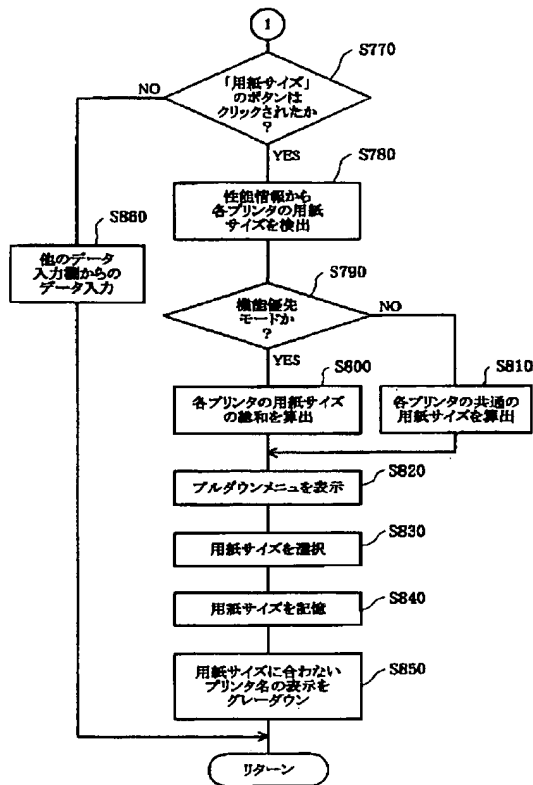 1
S770
「用紙サイズ」
のボタンは
クリックされたか
?
NO
YES
S780
性能情報から
各プリンタの用紙
サイズを検出
S860
他のデータ
入力欄からの
データ入力
S790
機能優先
モードか
?
NO
YES
S800
各プリンタの用紙サイズ
の総和を算出
S810
各プリンタの共通の
用紙サイズを算出
S820
プルダウンメニュを表示
S830
用紙サイズを選択
S840
用紙サイズを記憶
S850
用紙サイズに合わない
プリンタ名の表示を
グレーダウン
リターン